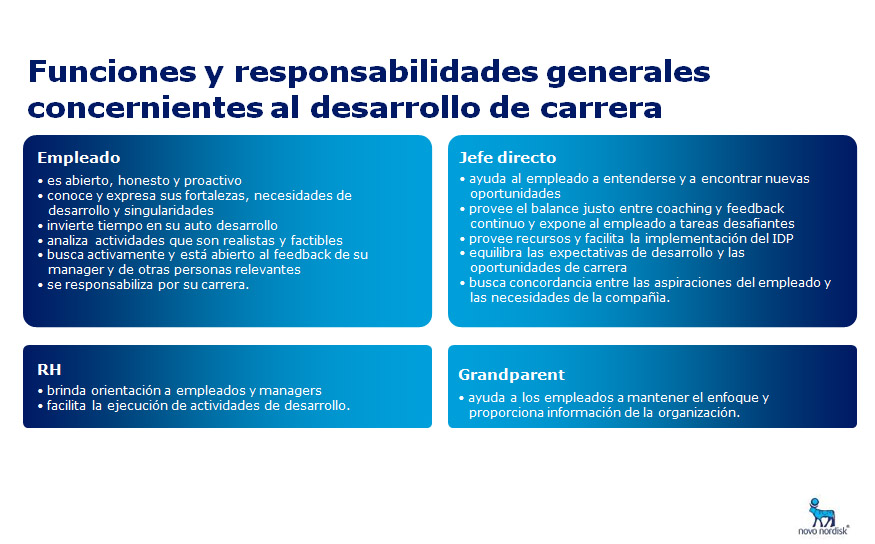 Funciones y responsabilidades generales
concernientes al desarrollo de carrera
Empleado
• es abierto, honesto y proactivo
• conoce y expresa sus fortalezas, necesidades de
desarrollo y singularidades
• invierte tiempo en su auto desarrollo
• analiza actividades que son realistas y factibles
• busca activamente y está abierto al feedback de su
manager y de otras personas relevantes
• se responsabiliza por su carrera.
Jefe directo
• ayuda al empleado a entenderse y a encontrar nuevas
oportunidades
• provee el balance justo entre coaching y feedback
continuo y expone al empleado a tareas desafiantes
• provee recursos y facilita la implementación del IDP
• equilibra las expectativas de desarrollo y las
oportunidades de carrera
• busca concordancia entre las aspiraciones del empleado y
las necesidades de la compañìa.
RH
• brinda orientación a empleados y managers
• facilita la ejecución de actividades de desarrollo.
Grandparent
• ayuda a los empleados a mantener el enfoque y
proporciona información de la organización.
novo nordisk®